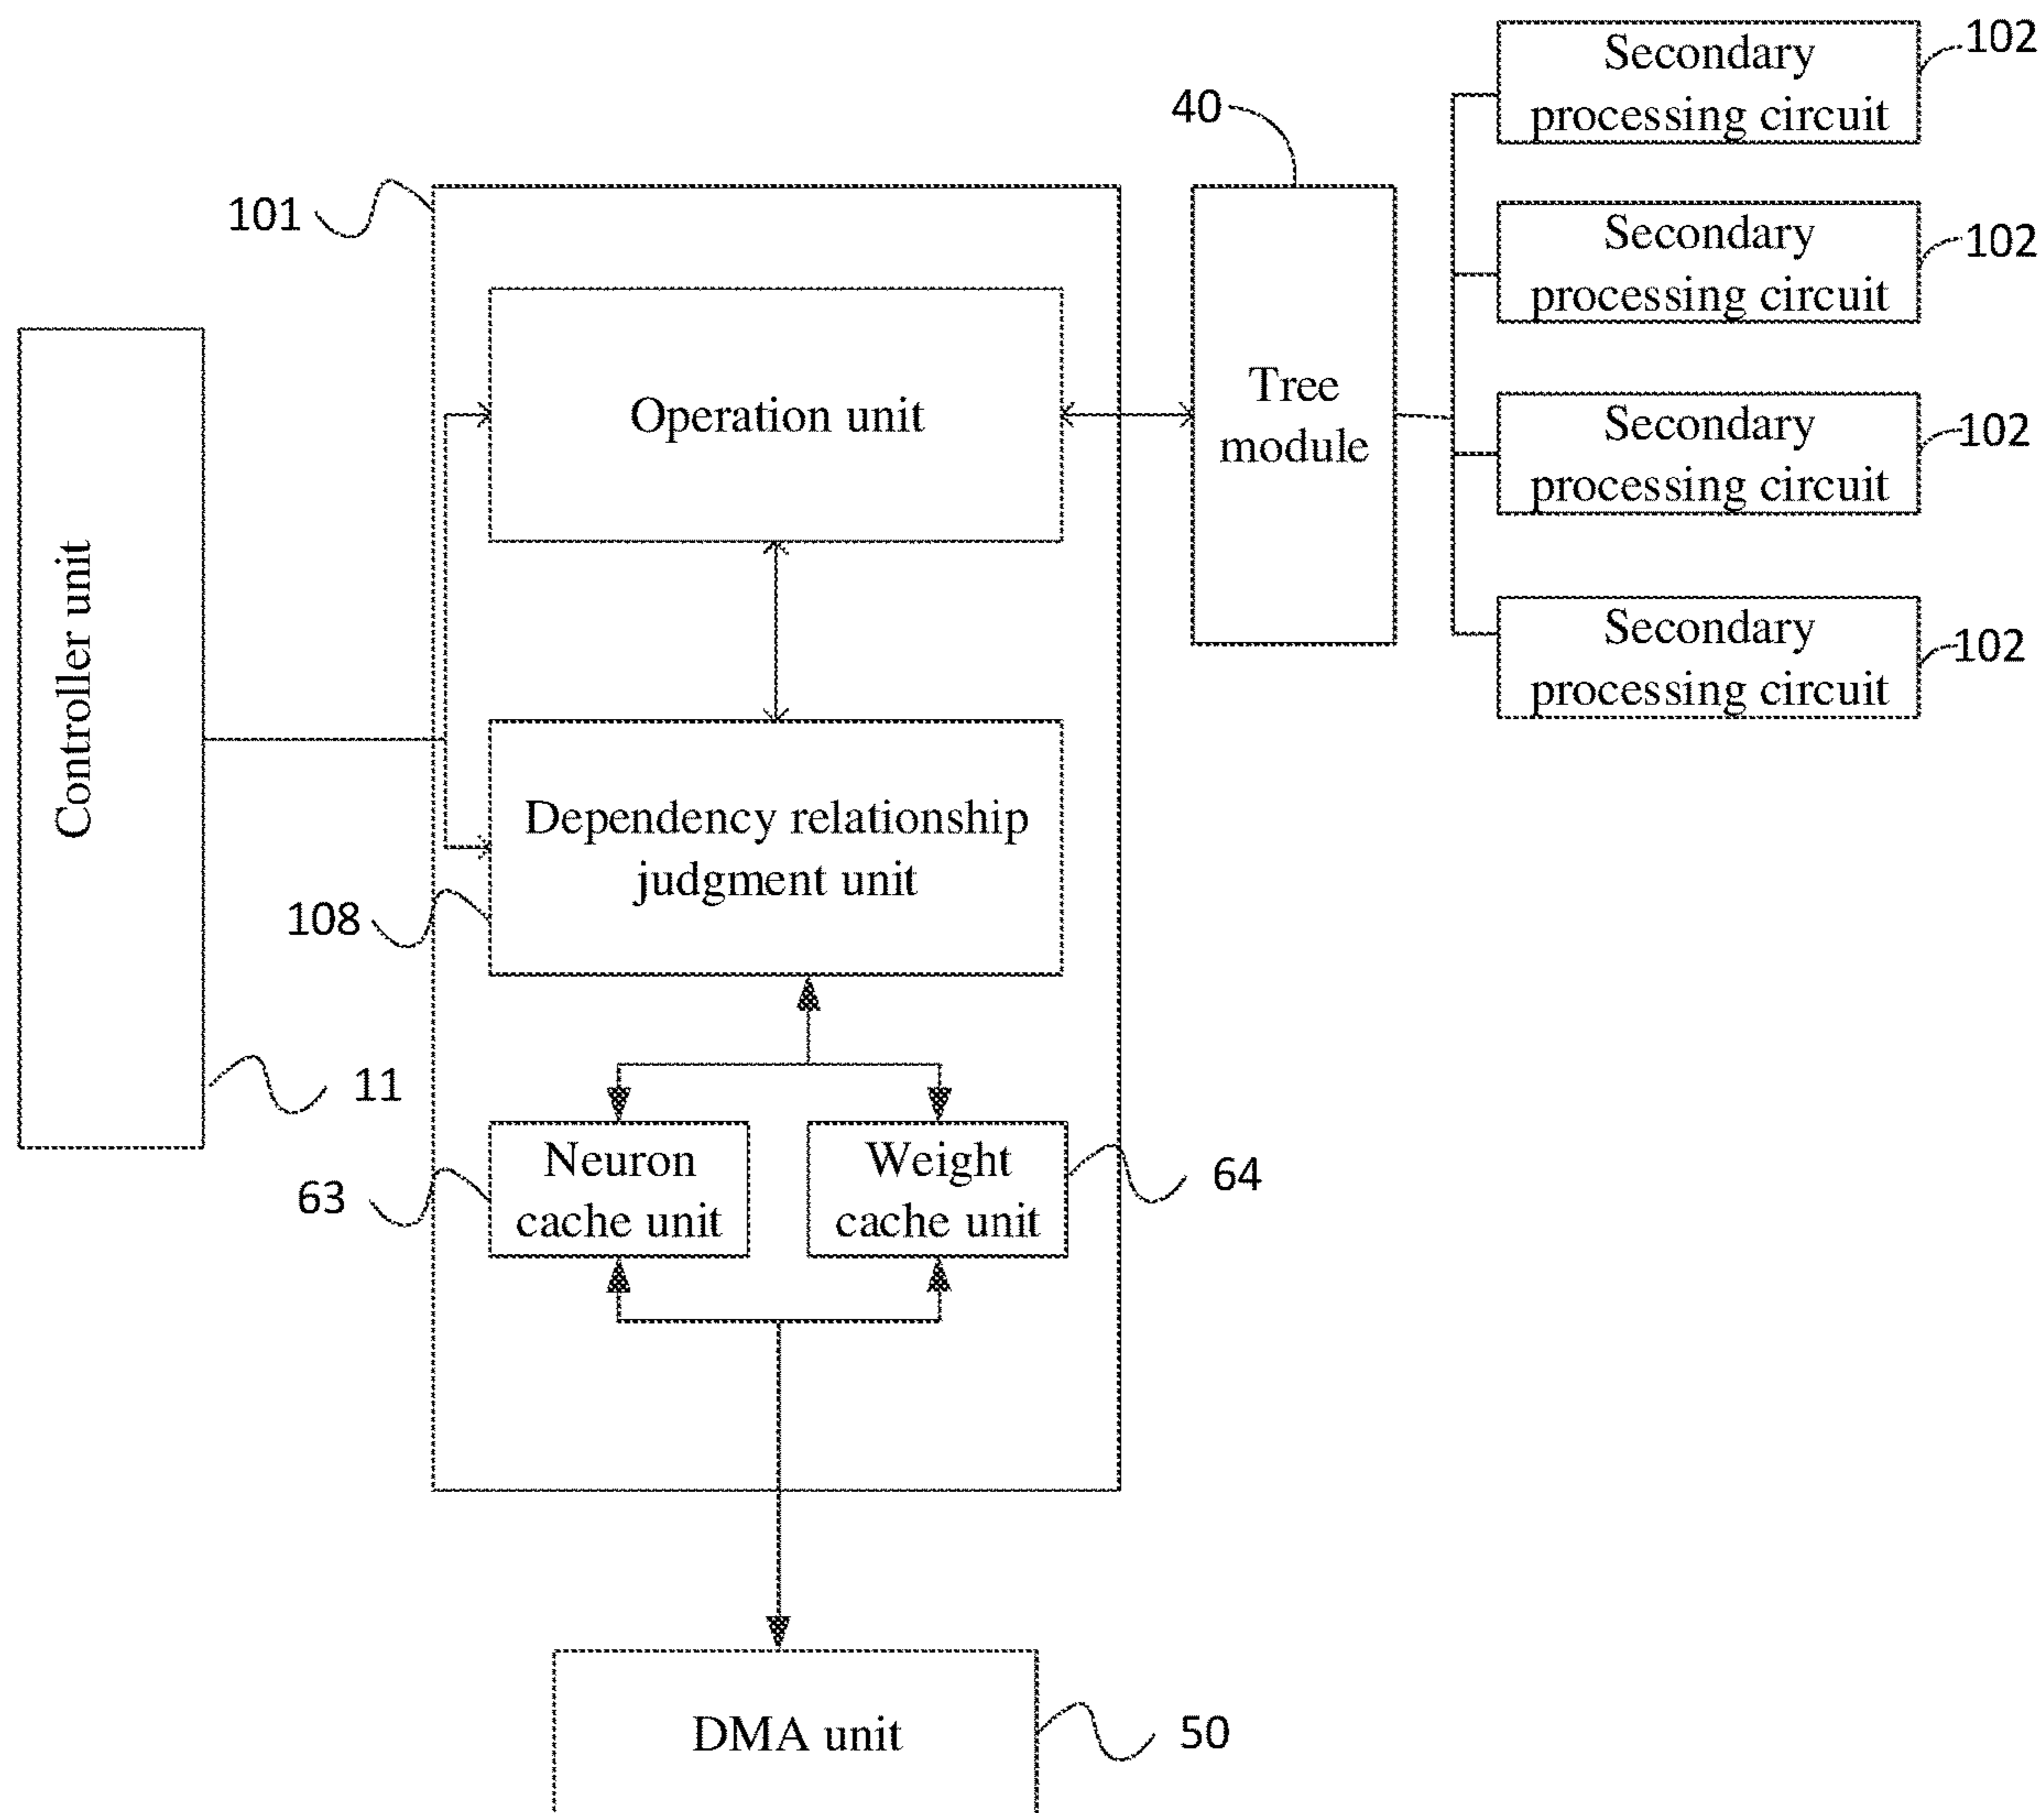 Secondary
processing circuit
102
40
Secondary
processing circuit
102
101
Tree
module
Operation unit
Secondary
processing circuit
102
Secondary
processing circuit
102
Controller unit
Dependency relationship
judgment unit
108
11
Neuron
cache unit
63
Weight
cache unit
64
DMA unit
50